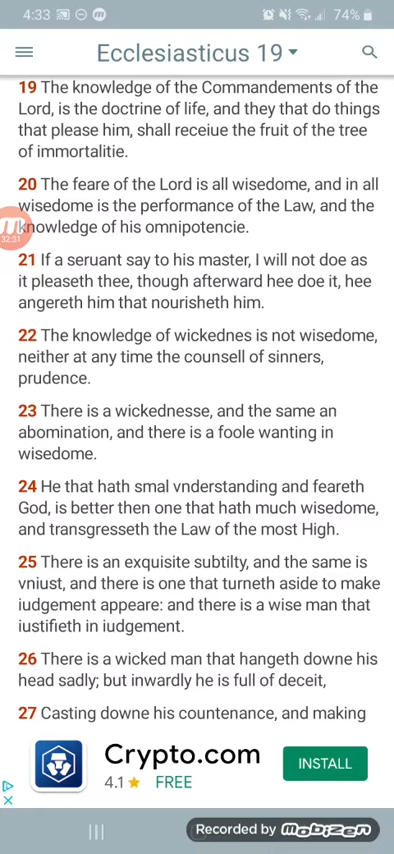 4:33
74%
Ecclesiasticus 19
19 The knowledge of the Commandements of the
Lord, is the doctrine of life, and they that do things
that please him, shall receiue the fruit of the tree
of immortalitie.
20 The feare of the Lord is all wisedome, and in all
wisedome is the performance of the Law, and the
knowledge of his omnipotencie.
32:31
21 If a seruant say to his master, I will not doe as
it pleaseth thee, though afterward hee doe it, hee
angereth him that nourisheth him.
22 The knowledge of wickednes is not wisedome,
neither at any time the counsell of sinners,
prudence.
23 There is a wickednesse, and the same an
abomination, and there is a foole wanting in
wisedome.
24 He that hath smal vnderstanding and feareth
God, is better then one that hath much wisedome,
and transgresseth the Law of the most High.
25 There is an exquisite subtilty, and the same is
vniust, and there is one that turneth aside to make
iudgement appeare: and there is a wise man that
iustifieth in iudgement.
26 There is a wicked man that hangeth downe his
head sadly; but inwardly he is full of deceit,
27 Casting downe his countenance, and making
Crypto.com
4.1 FREE
INSTALL
Recorded by mobizen